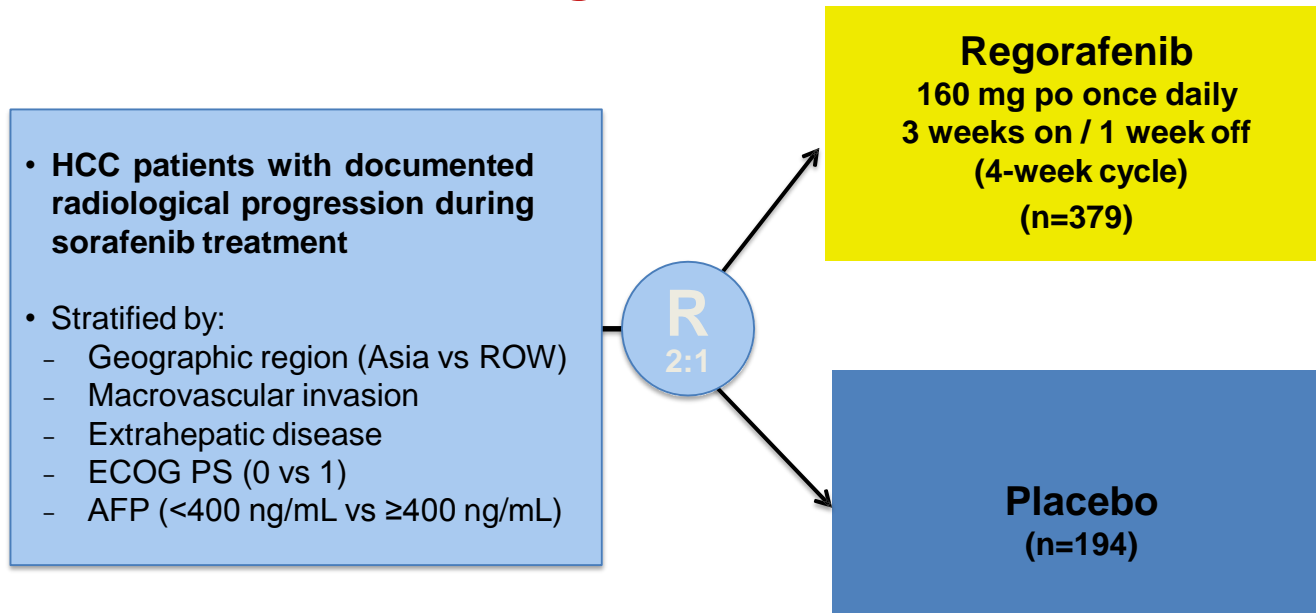 • HCC patients with documented
radiological progression during
sorafenib treatment
• Stratified by:
- Geographic region (Asia vs ROW)
- Macrovascular invasion
- Extrahepatic disease
- ECOG PS (0 vs 1)
- AFP (<400 ng/mL vs ≥400 ng/mL)
R
2:1
Regorafenib
160 mg po once daily
3 weeks on / 1 week off
(4-week cycle)
(n=379)
Placebo
(n=194)